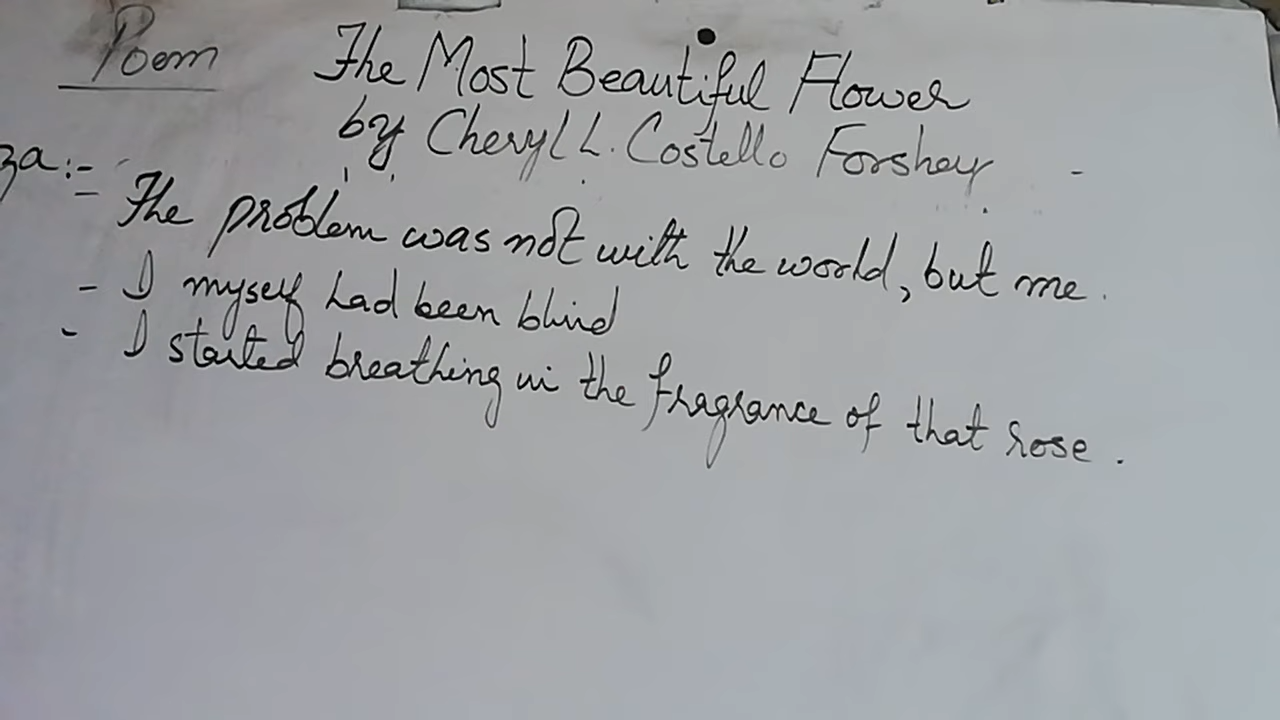 Poem
The Most Beautiful Flower
by Cheryl L. Costello Forshey
za:-
- The problem was not with the world, but me.
- I myself had been blind
- I started breathing in the fragrance of that rose.